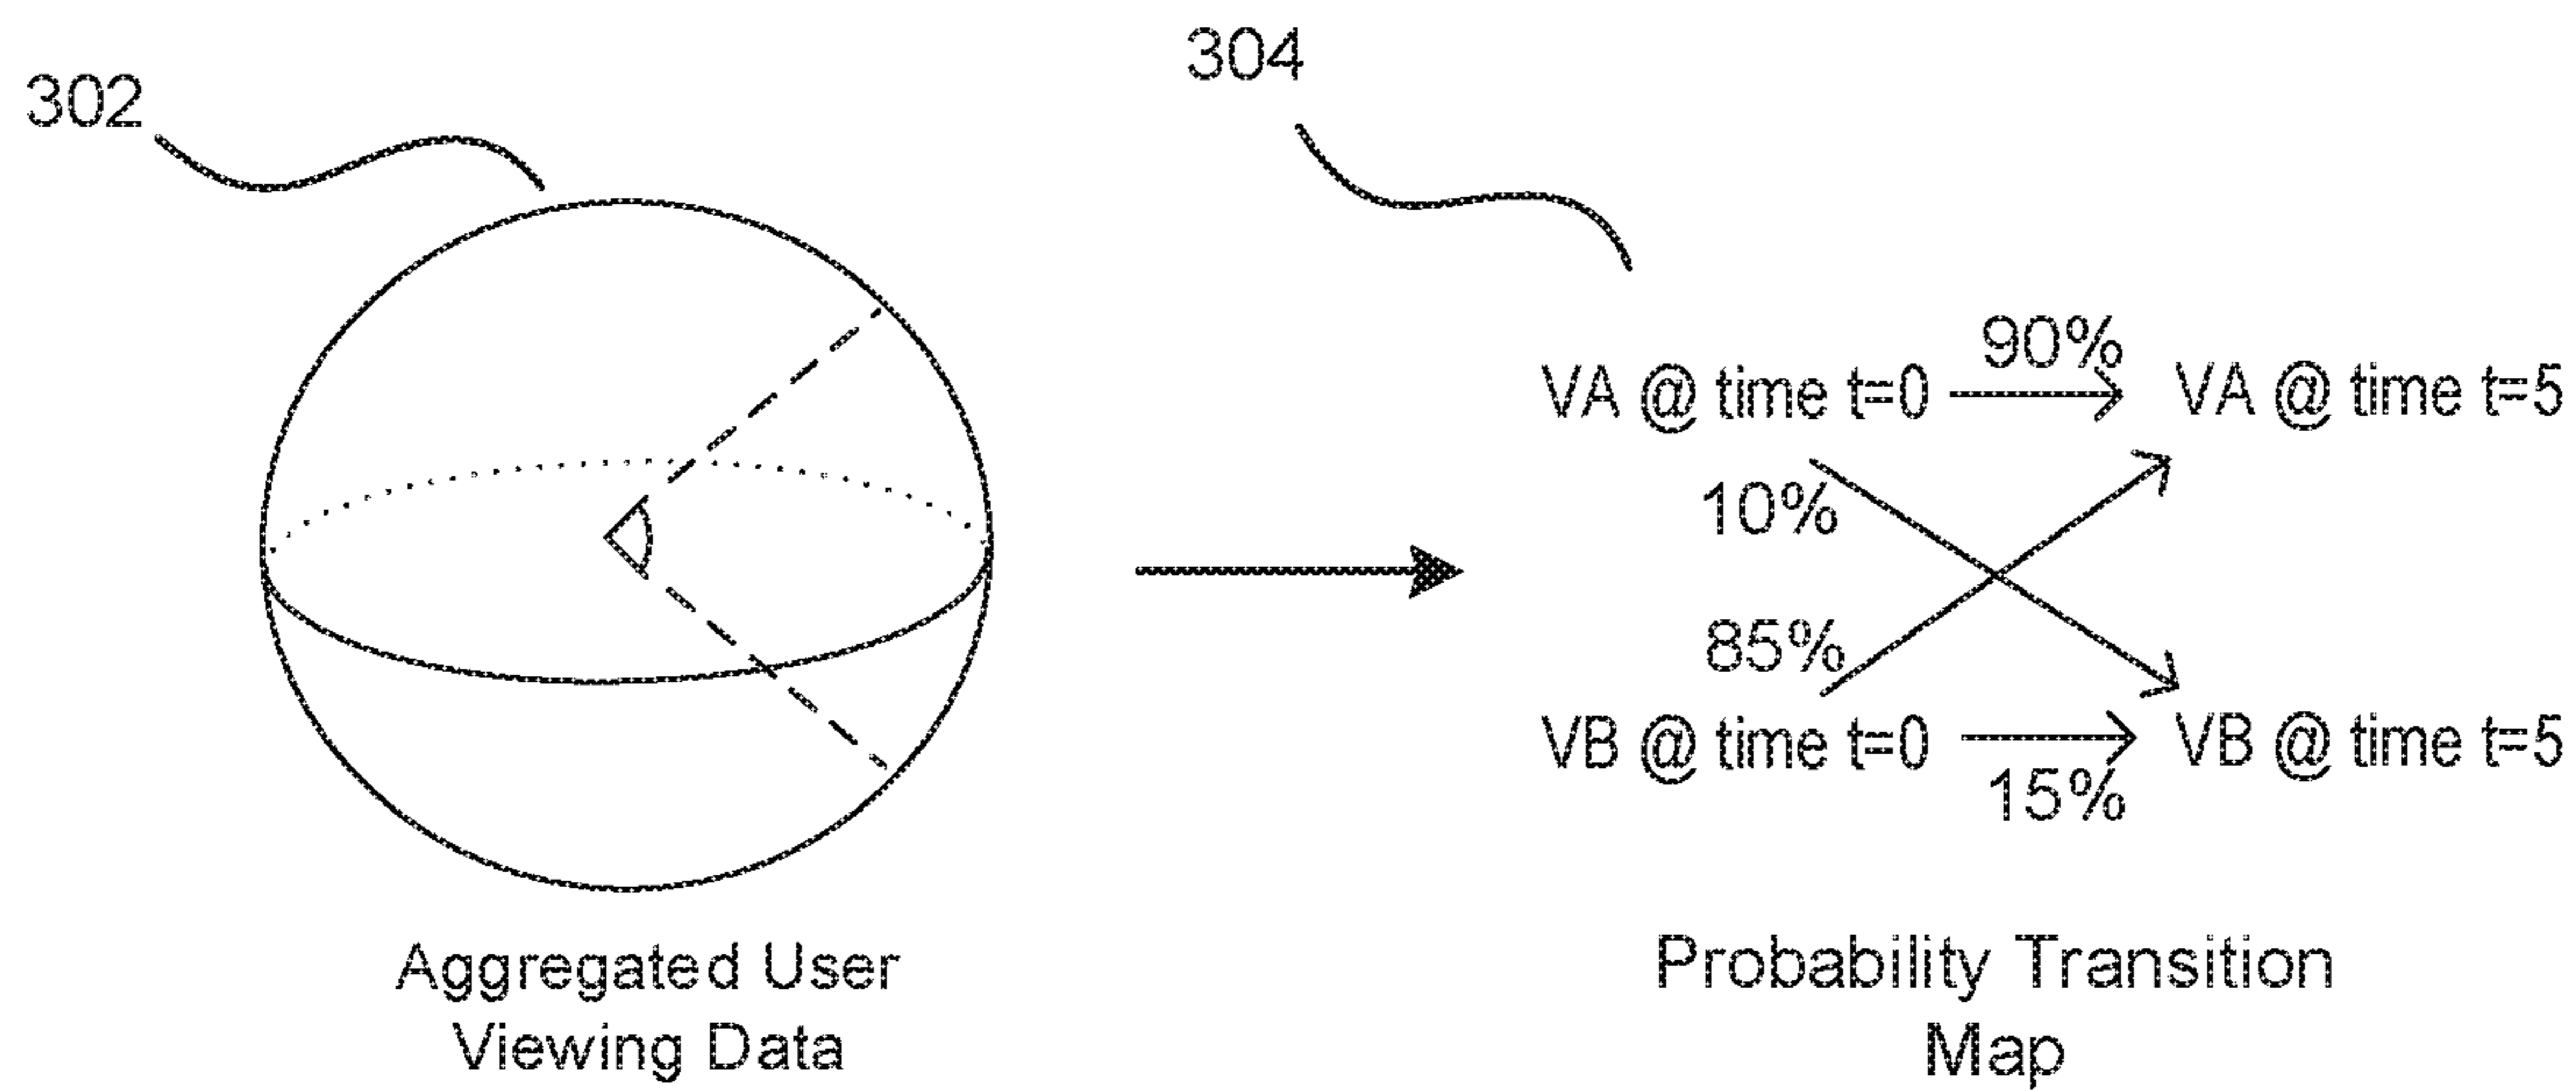 302
304
90%
VA @ time t=0
VA @ time t=5
10%
85%
VB @ time t=0
VB @ time t=5
15%
Aggregated User
Viewing Data
Probability Transition
Map